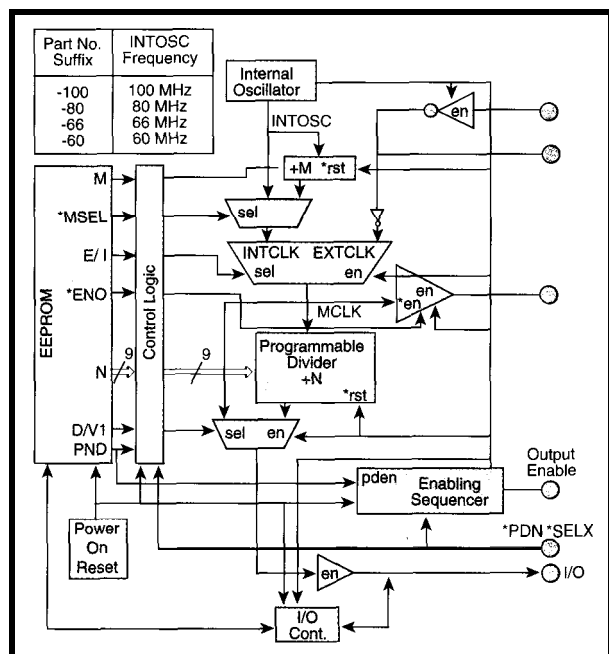 Part No. Suffix INTOSC Frequency
-100 100 MHz
-80 80 MHz
-66 66 MHz
-60 60 MHz
Internal Oscillator
en
INTOSC
M
+M *rst
*MSEL
sel
E/ I
INTCLK EXTCLK
sel en
*ENO
en
*en
MCLK
EEPROM
Control Logic
Programmable Divider +N
N 9 9
*rst
D/V1
sel en
PND
pden Enabling Sequencer
Output Enable
Power On Reset
*PDN *SELX
en
I/O
I/O Cont.